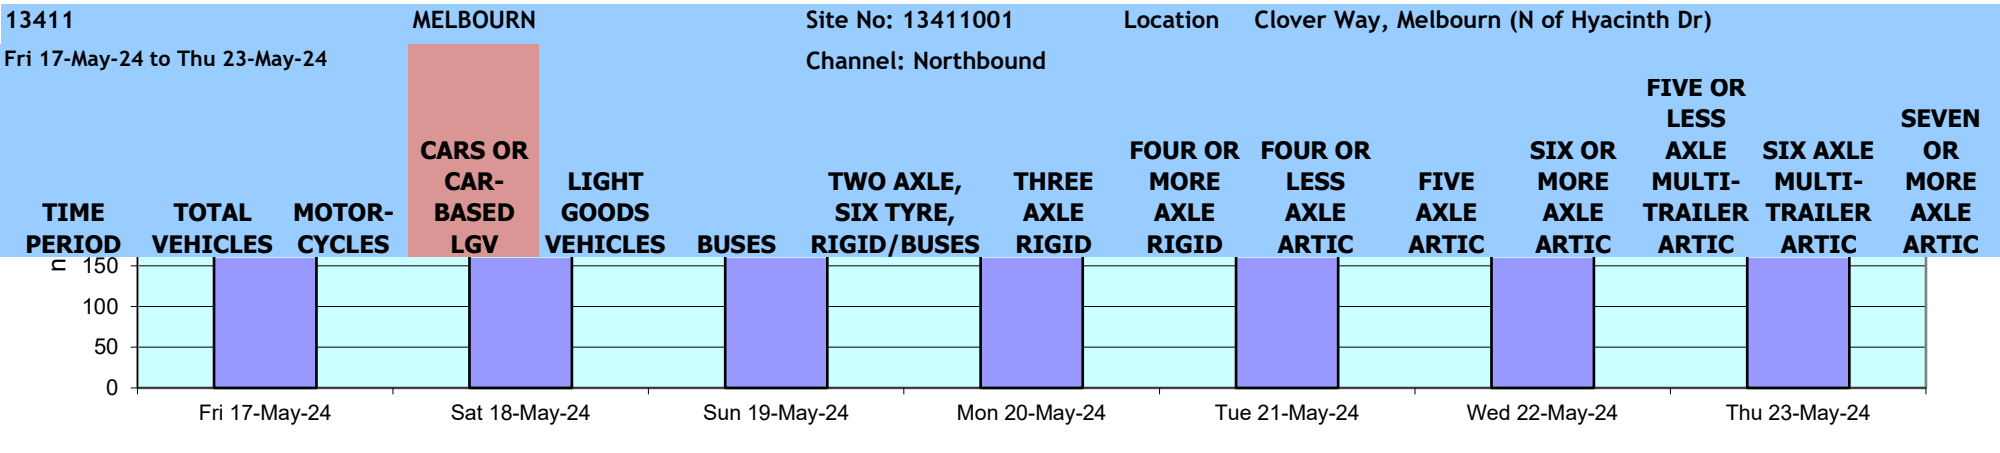 13411 MELBOURN Site No: 13411001 Location Clover Way, Melbourn (N of Hyacinth Dr)
Fri 17-May-24 to Thu 23-May-24 Channel: Northbound
FIVE OR
LESS SEVEN
CARS OR FOUR OR FOUR OR SIX OR AXLE SIX AXLE OR
CAR- LIGHT TWO AXLE, THREE MORE LESS FIVE MORE MULTI- MULTI- MORE
TIME TOTAL MOTOR- BASED GOODS SIX TYRE, AXLE AXLE AXLE AXLE AXLE TRAILER TRAILER AXLE
PERIOD VEHICLES CYCLES LGV VEHICLES BUSES RIGID/BUSES RIGID RIGID ARTIC ARTIC ARTIC ARTIC ARTIC ARTIC
n 150
100
50
0
Fri 17-May-24 Sat 18-May-24 Sun 19-May-24 Mon 20-May-24 Tue 21-May-24 Wed 22-May-24 Thu 23-May-24